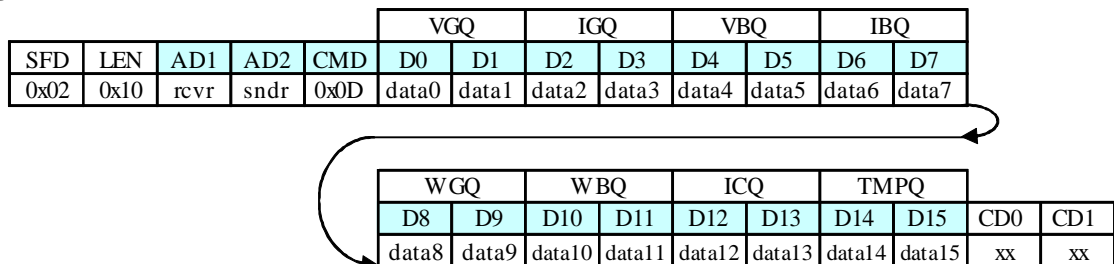 VGQ IGQ VBQ IBQ
SFD LEN AD1 AD2 CMD D0 D1 D2 D3 D4 D5 D6 D7
0x02 0x10 rcvr sndr 0x0D data0 data1 data2 data3 data4 data5 data6 data7
WGQ WBQ ICQ TMPQ
D8 D9 D10 D11 D12 D13 D14 D15 CD0 CD1
data8 data9 data10 data11 data12 data13 data14 data15 xx xx